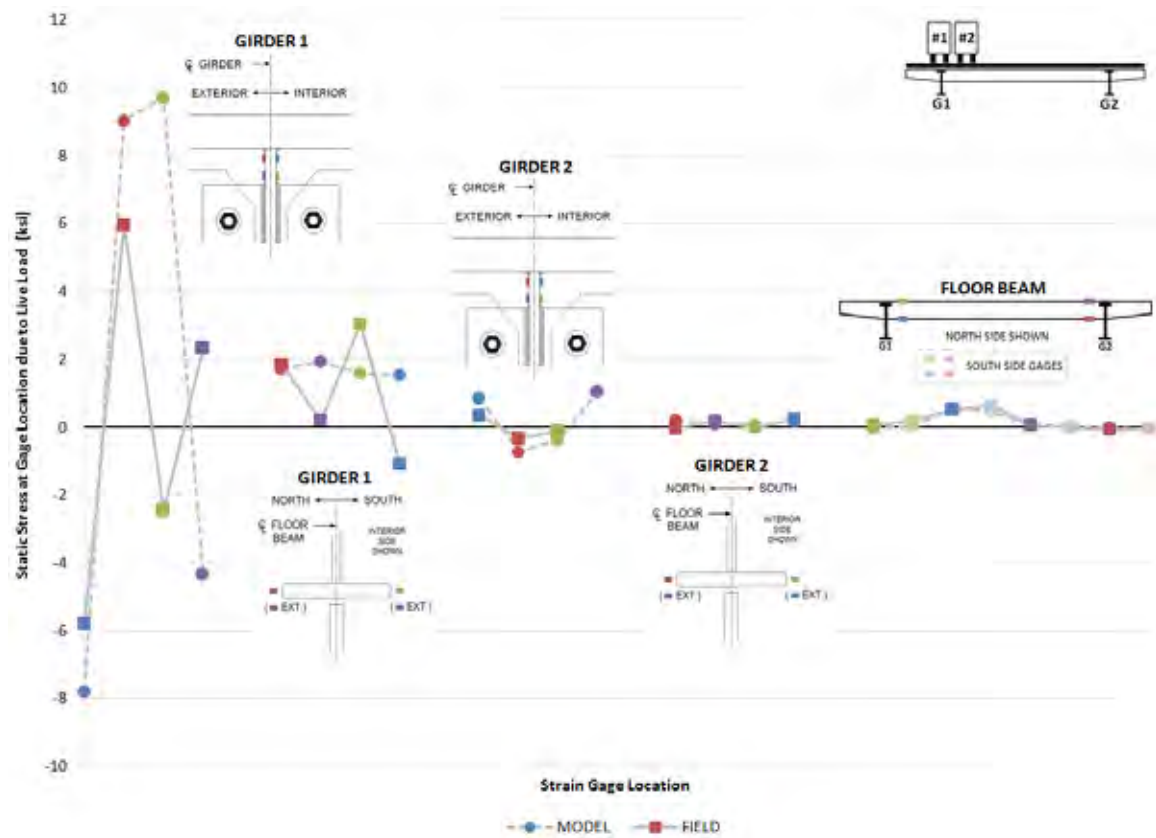 12
10
8
6
4
2
0
-2
-4
-6
-8
-10
Static Stress at Gage Location due to Live Load [ksi]
GIRDER 1
℄ GIRDER
EXTERIOR
INTERIOR
GIRDER 2
℄ GIRDER
EXTERIOR
INTERIOR
#1
#2
G1
G2
FLOOR BEAM
G1
NORTH SIDE SHOWN
SOUTH SIDE GAGES
GIRDER 1
NORTH
SOUTH
℄ FLOOR
BEAM
INTERIOR
SIDE
SHOWN
( EXT )
( EXT )
GIRDER 2
NORTH
SOUTH
℄ FLOOR
BEAM
INTERIOR
SIDE
SHOWN
( EXT )
( EXT )
Strain Gage Location
MODEL
FIELD